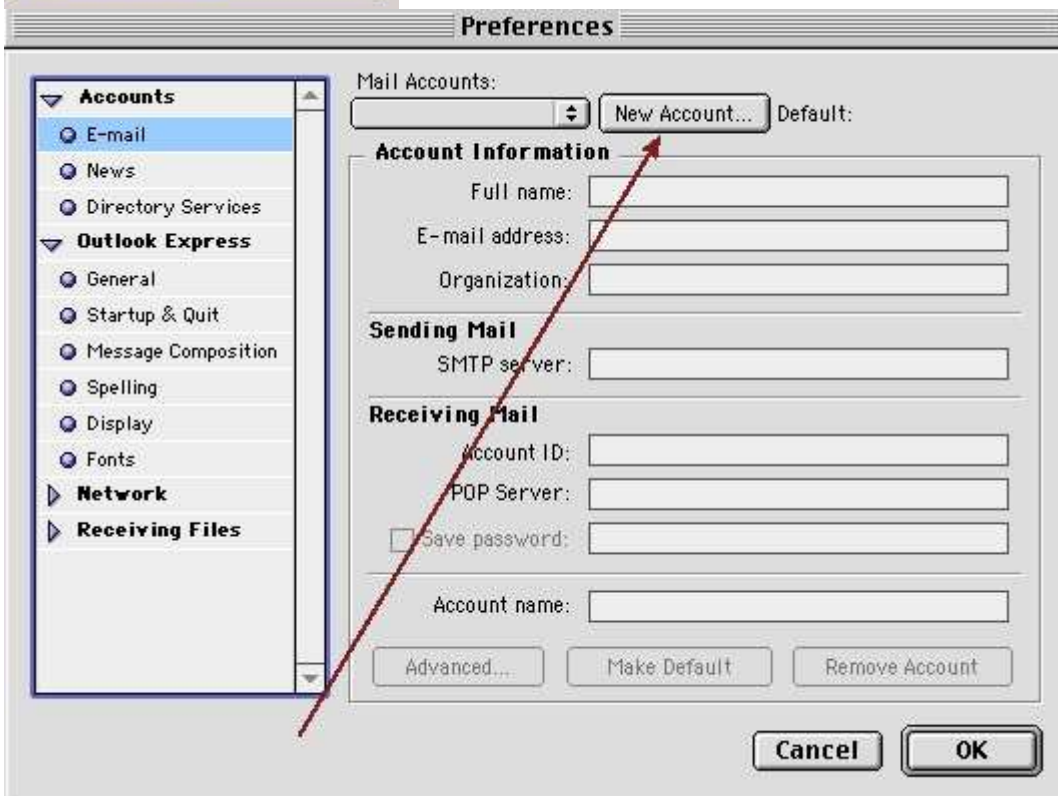 Preferences
Accounts
E-mail
News
Directory Services
Outlook Express
General
Startup & Quit
Message Composition
Spelling
Display
Fonts
Network
Receiving Files
Mail Accounts:
New Account... Default:
Account Information
Full name:
E-mail address:
Organization:
Sending Mail
SMTP server:
Receiving Mail
Account ID:
POP Server:
Save password:
Account name:
Advanced... Make Default Remove Account
Cancel OK